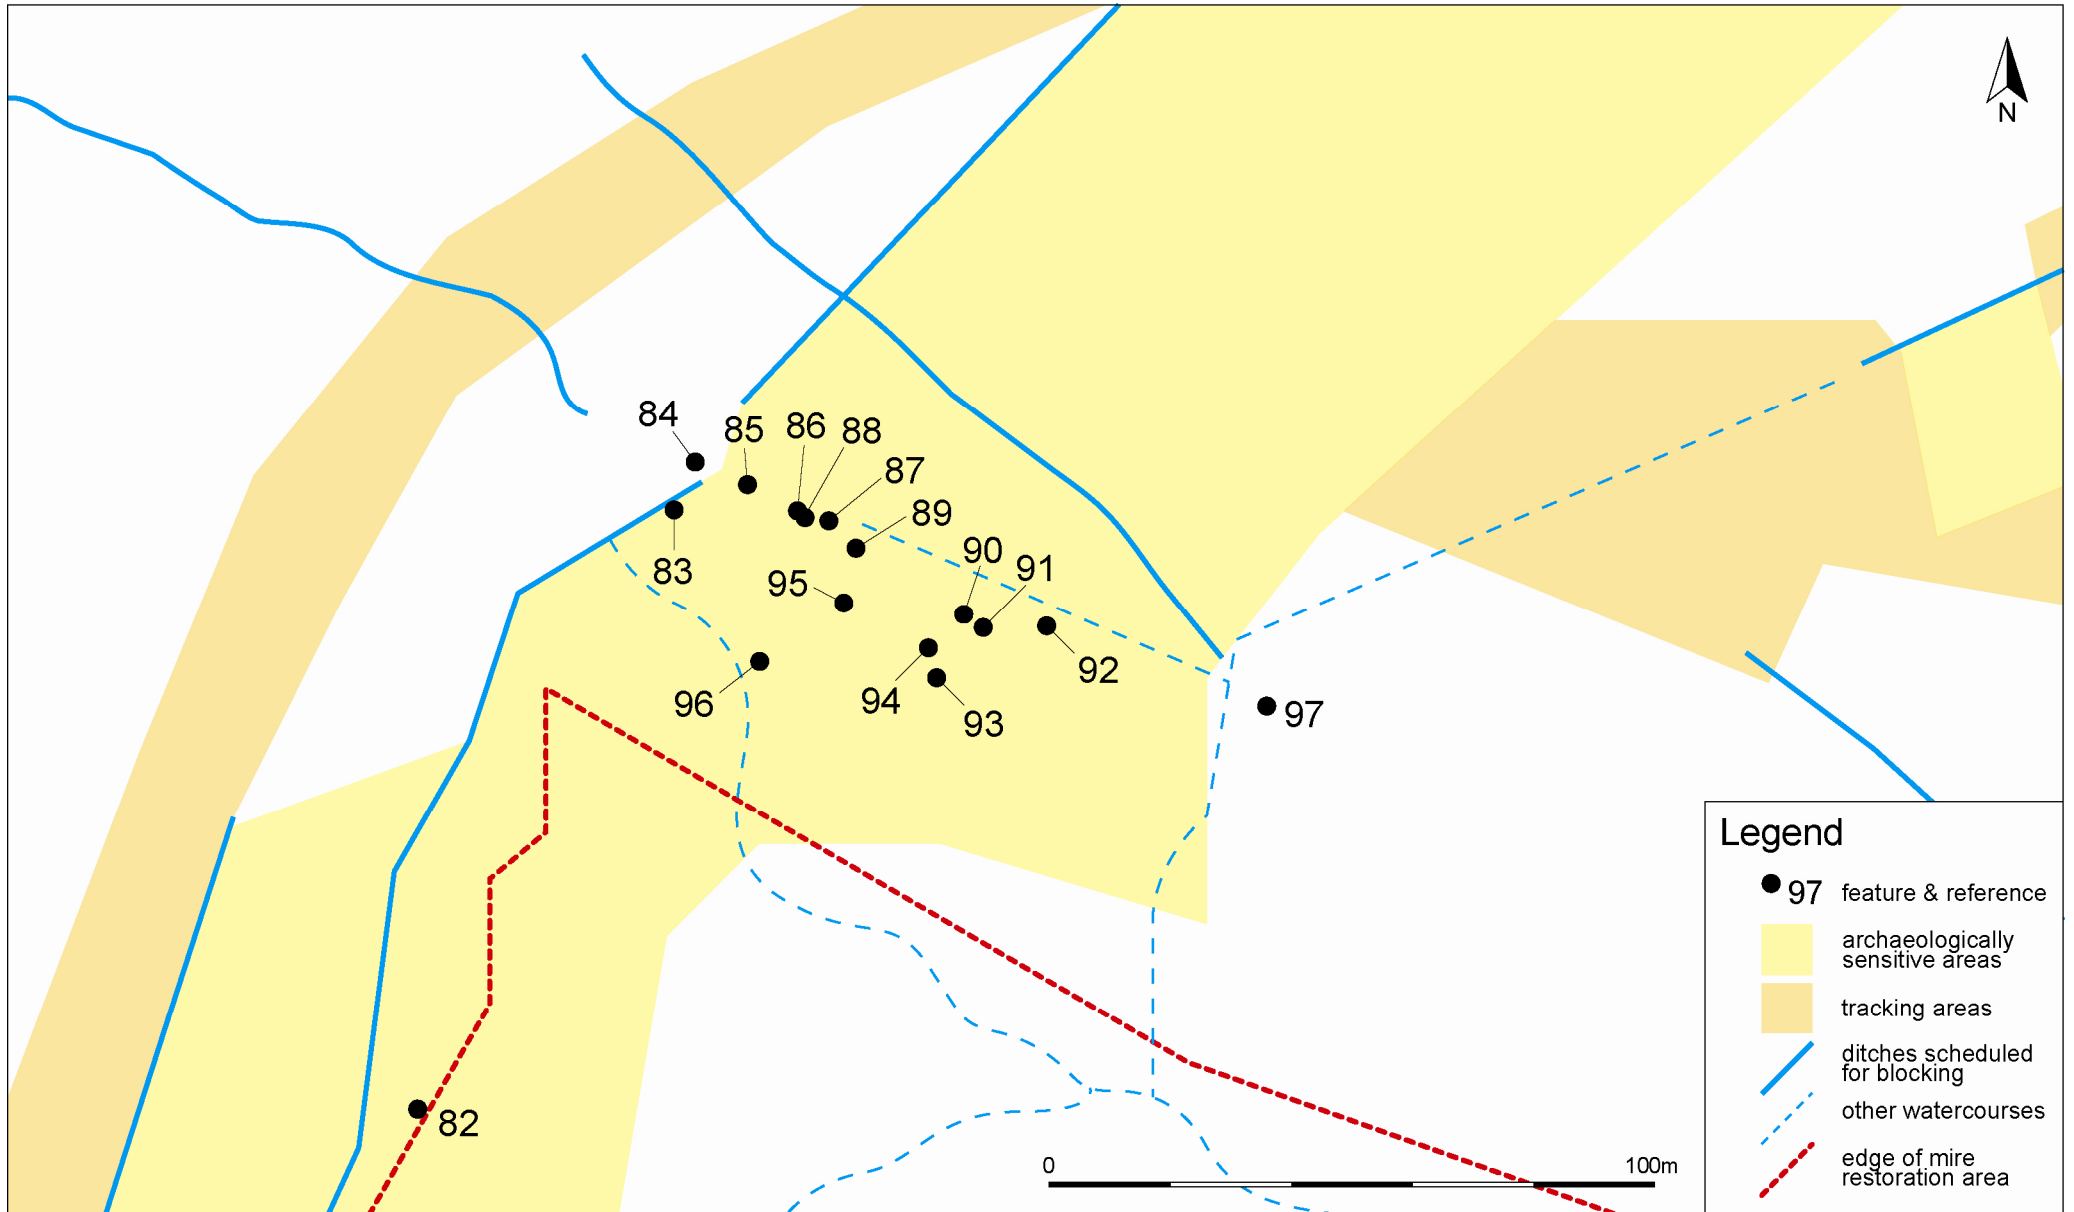 N
84
85
86
88
87
89
83
90
91
95
92
96
94
93
97
82
0
100m
Legend
97
feature & reference
archaeologically
sensitive areas
tracking areas
ditches scheduled
for blocking
other watercourses
edge of mire
restoration area